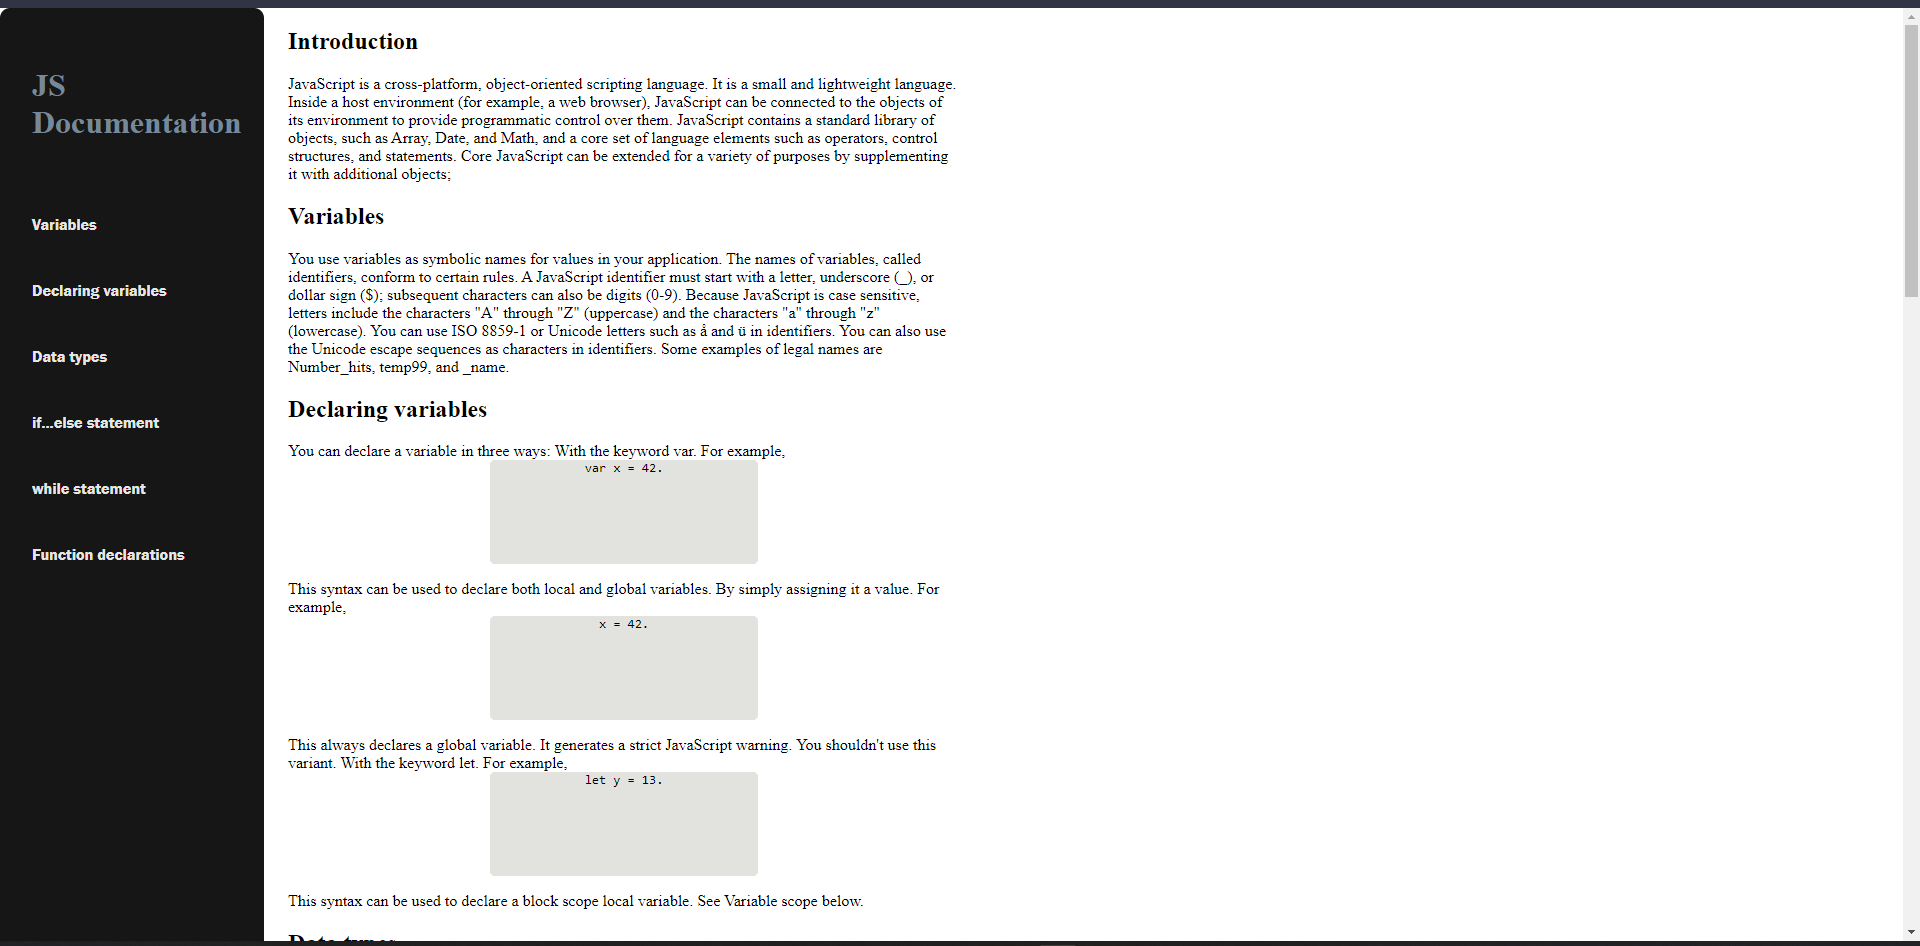 JS
Documentation
Variables
Declaring variables
Data types
if...else statement
while statement
Function declarations
Introduction
JavaScript is a cross-platform, object-oriented scripting language. It is a small and lightweight language.
Inside a host environment (for example, a web browser), JavaScript can be connected to the objects of
its environment to provide programmatic control over them. JavaScript contains a standard library of
objects, such as Array, Date, and Math, and a core set of language elements such as operators, control
structures, and statements. Core JavaScript can be extended for a variety of purposes by supplementing
it with additional objects;
Variables
You use variables as symbolic names for values in your application. The names of variables, called
identifiers, conform to certain rules. A JavaScript identifier must start with a letter, underscore (_), or
dollar sign ($); subsequent characters can also be digits (0-9). Because JavaScript is case sensitive,
letters include the characters "A" through "Z" (uppercase) and the characters "a" through "z"
(lowercase). You can use ISO 8859-1 or Unicode letters such as å and ü in identifiers. You can also use
the Unicode escape sequences as characters in identifiers. Some examples of legal names are
Number_hits, temp99, and _name.
Declaring variables
You can declare a variable in three ways: With the keyword var. For example,
var x = 42.
This syntax can be used to declare both local and global variables. By simply assigning it a value. For
example,
x = 42.
This always declares a global variable. It generates a strict JavaScript warning. You shouldn't use this
variant. With the keyword let. For example,
let y = 13.
This syntax can be used to declare a block scope local variable. See Variable scope below.
Data types